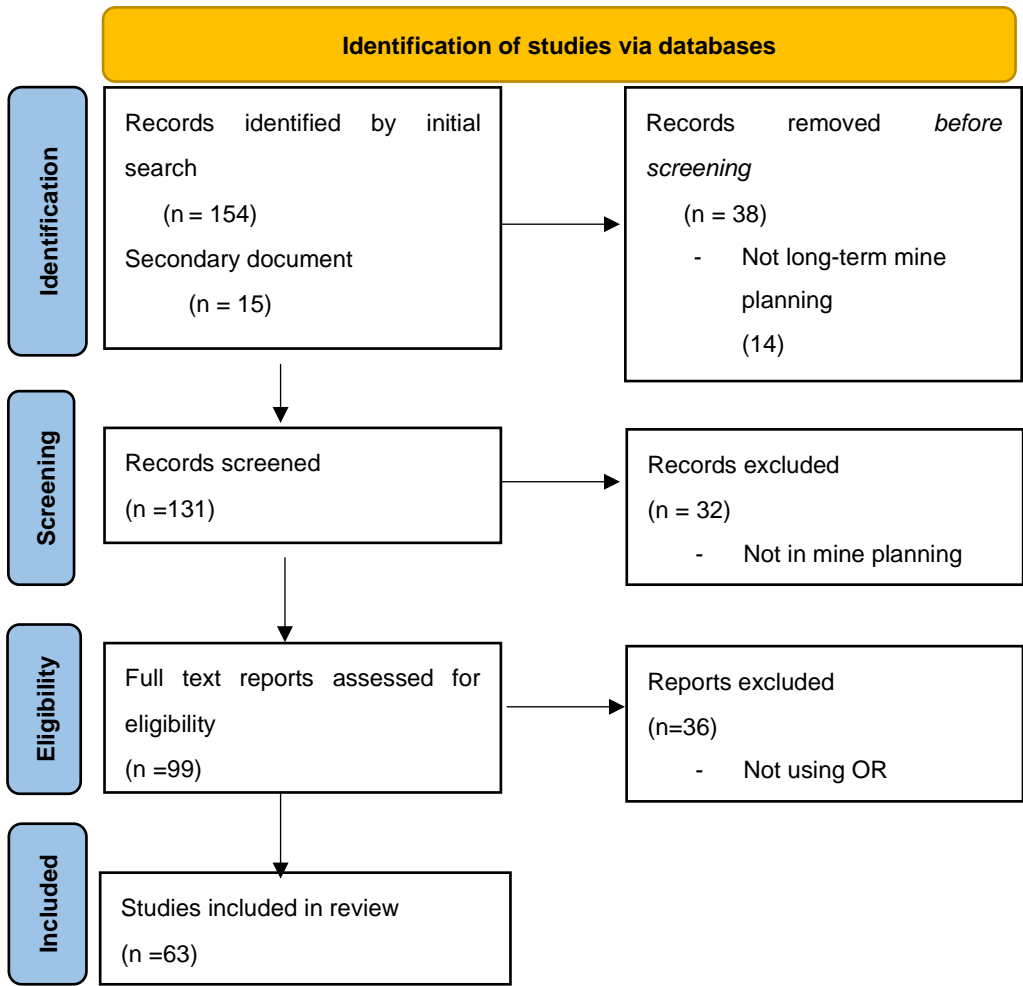 Identification of studies via databases
Identification
Records identified by initial
search
(n = 154)
Secondary document
(n = 15)
Records removed before
screening
(n = 38)
- Not long-term mine
planning
(14)
Screening
Records screened
(n =131)
Records excluded
(n = 32)
- Not in mine planning
Eligibility
Full text reports assessed for
eligibility
(n =99)
Reports excluded
(n=36)
- Not using OR
Included
Studies included in review
(n =63)